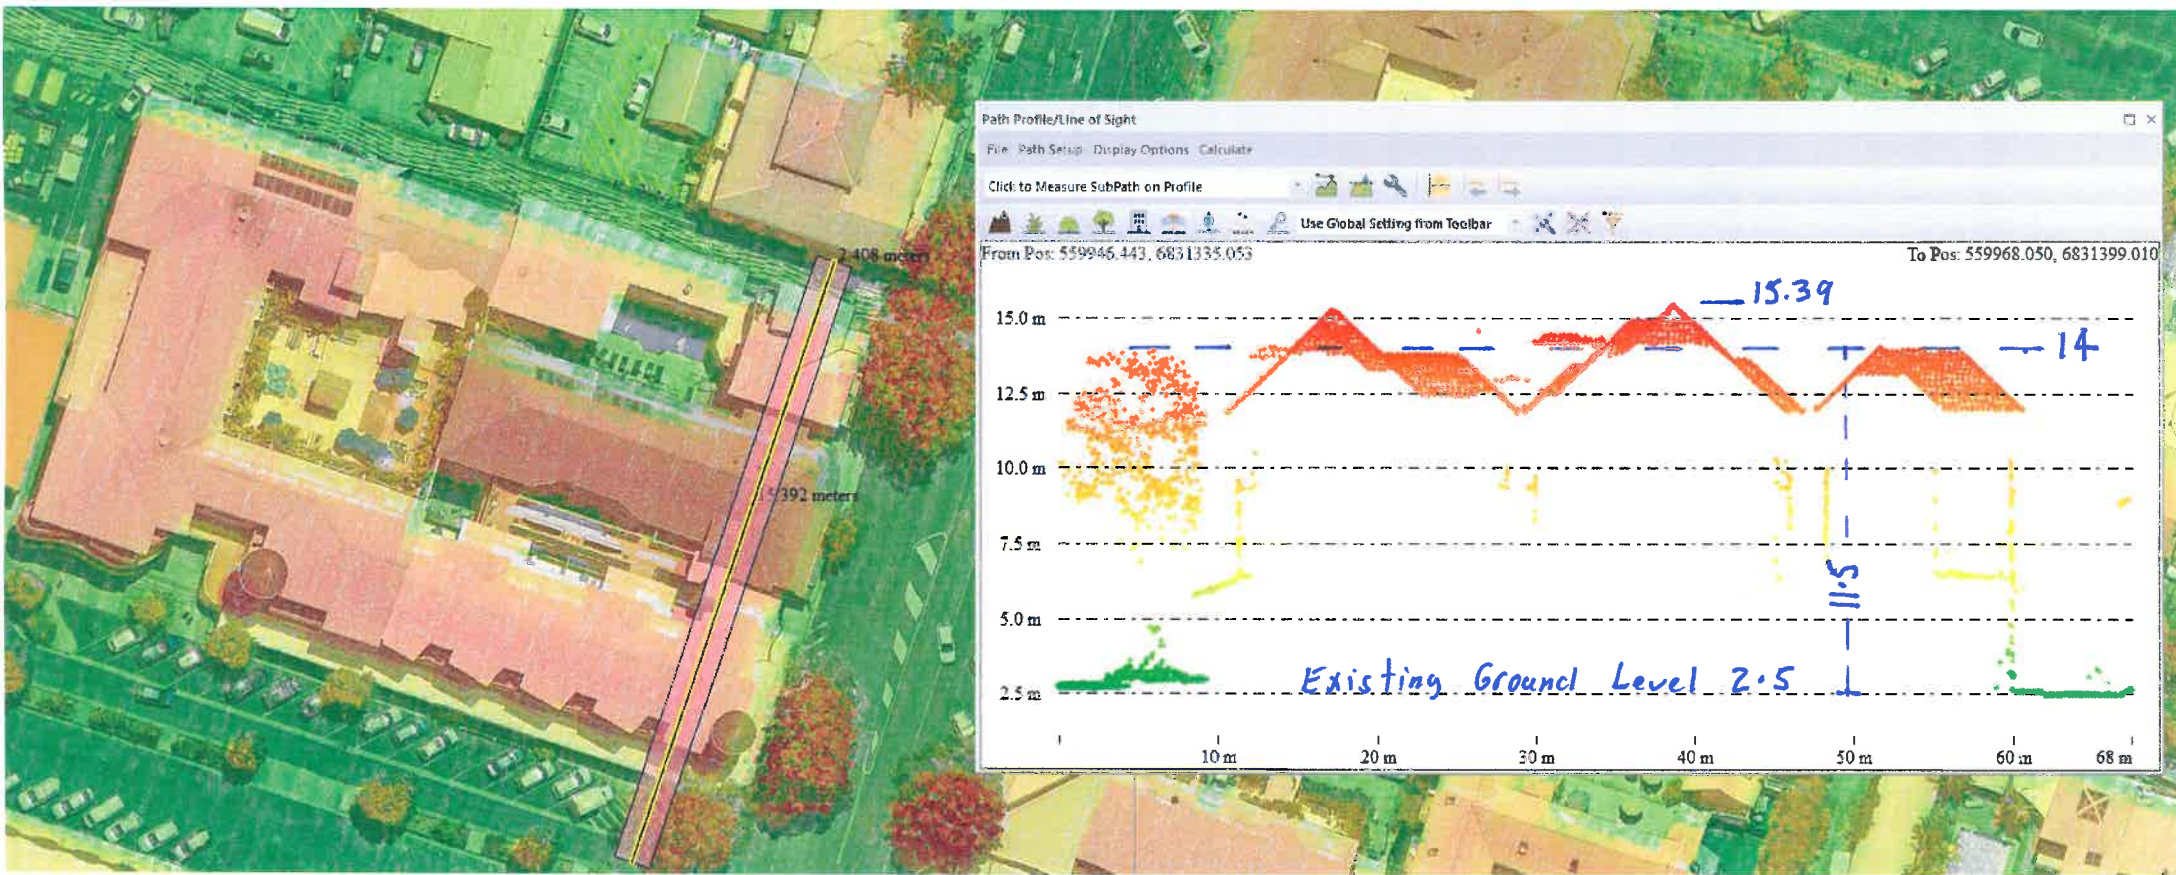 2.408 meters
15.392 meters
Path Profile/Line of Sight
File Path Setup Display Options Calculate
Click to Measure SubPath on Profile
Use Global Setting from Toolbar
From Pos: 559946.443, 6831335.053
To Pos: 559968.050, 6831399.010
15.39
15.0 m
14
12.5 m
10.0 m
7.5 m
11.5
5.0 m
Existing Ground Level 2.5
2.5 m
10 m 20 m 30 m 40 m 50 m 60 m 68 m